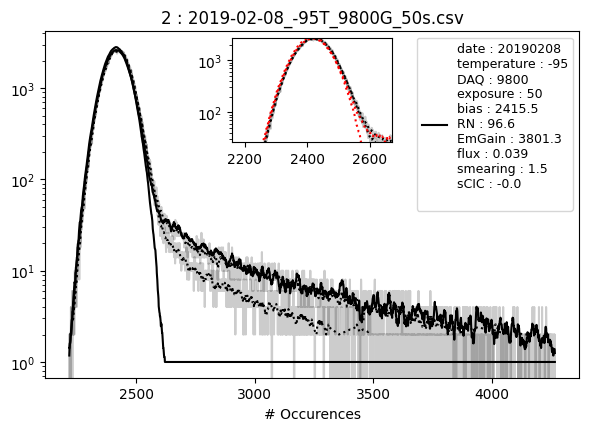 2 : 2019-02-08_-95T_9800G_50s.csv
10³
10²
10¹
10⁰
10³
10²
2200
2400
2600
date : 20190208
temperature : -95
DAQ : 9800
exposure : 50
bias : 2415.5
RN : 96.6
EmGain : 3801.3
flux : 0.039
smearing : 1.5
sCIC : -0.0
2500
3000
3500
4000
# Occurences